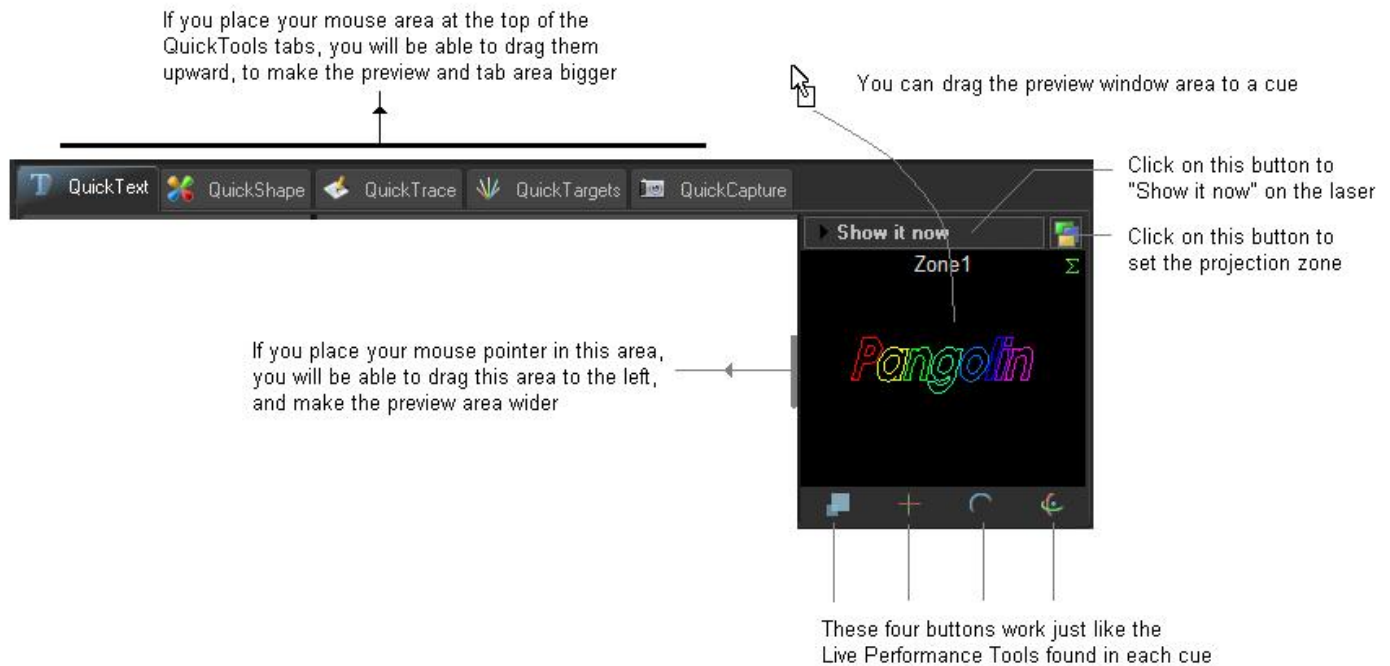 If you place your mouse area at the top of the
QuickTools tabs, you will be able to drag them
upward, to make the preview and tab area bigger
You can drag the preview window area to a cue
QuickText QuickShape QuickTrace QuickTargets QuickCapture
Click on this button to
"Show it now" on the laser
Show it now
Click on this button to
set the projection zone
Zone1 Σ
Pangolin
If you place your mouse pointer in this area,
you will be able to drag this area to the left,
and make the preview area wider
These four buttons work just like the
Live Performance Tools found in each cue